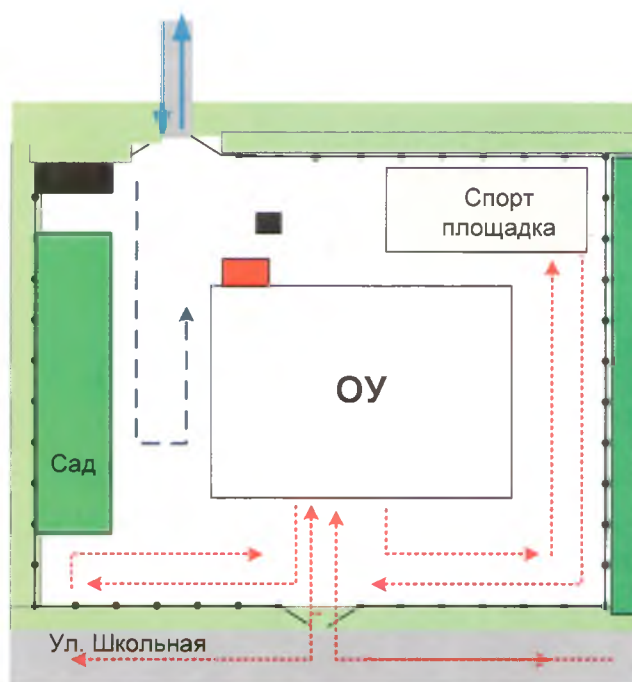 Спорт
площадка
ОУ
Сад
Ул. Школьная